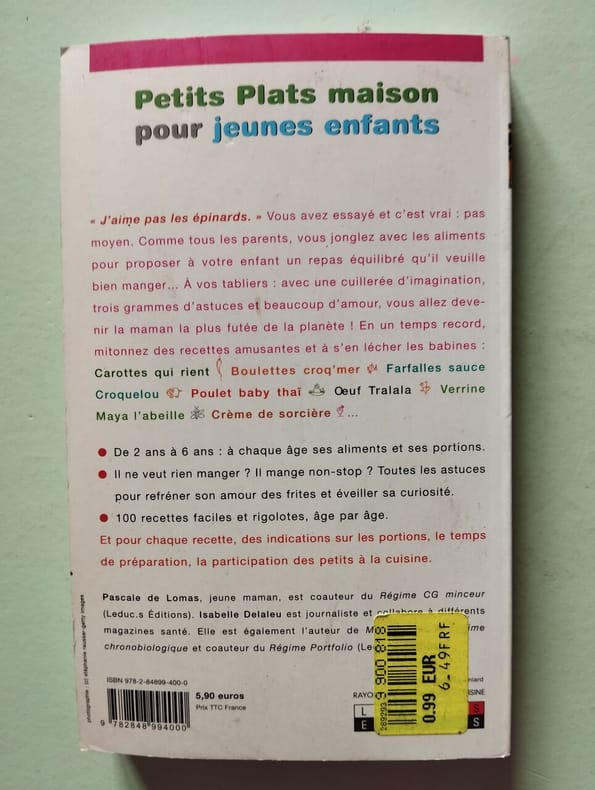 Petits Plats maison
pour jeunes enfants
« J'aime pas les épinards. » Vous avez essayé et c'est vrai : pas
moyen. Comme tous les parents, vous jonglez avec les aliments
pour proposer à votre enfant un repas équilibré qu'il veuille
bien manger... À vos tabliers : avec une cuillerée d'imagination,
trois grammes d'astuces et beaucoup d'amour, vous allez deve-
nir la maman la plus futée de la planète ! En un temps record,
mitonnez des recettes amusantes et à s'en lécher les babines :
Carottes qui rient Boulettes croq'mer Farfalles sauce
Croquelou Poulet baby thaï Œuf Tralala Verrine
Maya l'abeille Crème de sorcière ...
De 2 ans à 6 ans : à chaque âge ses aliments et ses portions.
Il ne veut rien manger ? Il mange non-stop ? Toutes les astuces
pour refréner son amour des frites et éveiller sa curiosité.
100 recettes faciles et rigolotes, âge par âge.
Et pour chaque recette, des indications sur les portions, le temps
de préparation, la participation des petits à la cuisine.
Pascale de Lomas, jeune maman, est coauteur du Régime CG minceur
(Leduc.s Éditions). Isabelle Delaleu est journaliste et collabore à différents
magazines santé. Elle est également l'auteur de
chronobiologique et coauteur du Régime Portfolio
photographie : (c) stéphanie rausser-getty images
ISBN 978-2-84899-400-0
5,90 euros
Prix TTC France
9 782848 994000
L
E
S
S
9 900 818
0.99 EUR
6.49FRF